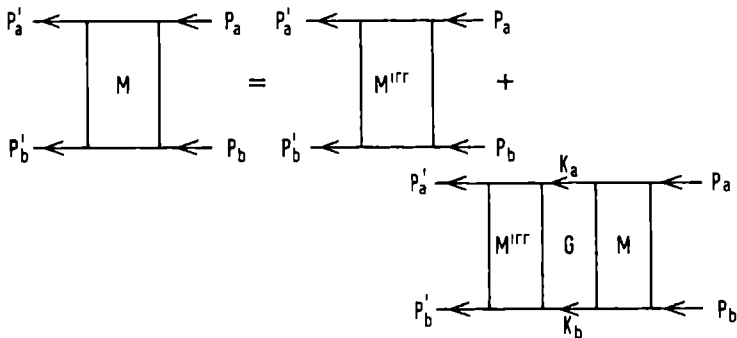 P'a Pa P'a Pa
M = M^irr +
P'b Pb P'b Pb
Ka
P'a Pa
M^irr G M
P'b Pb
Kb